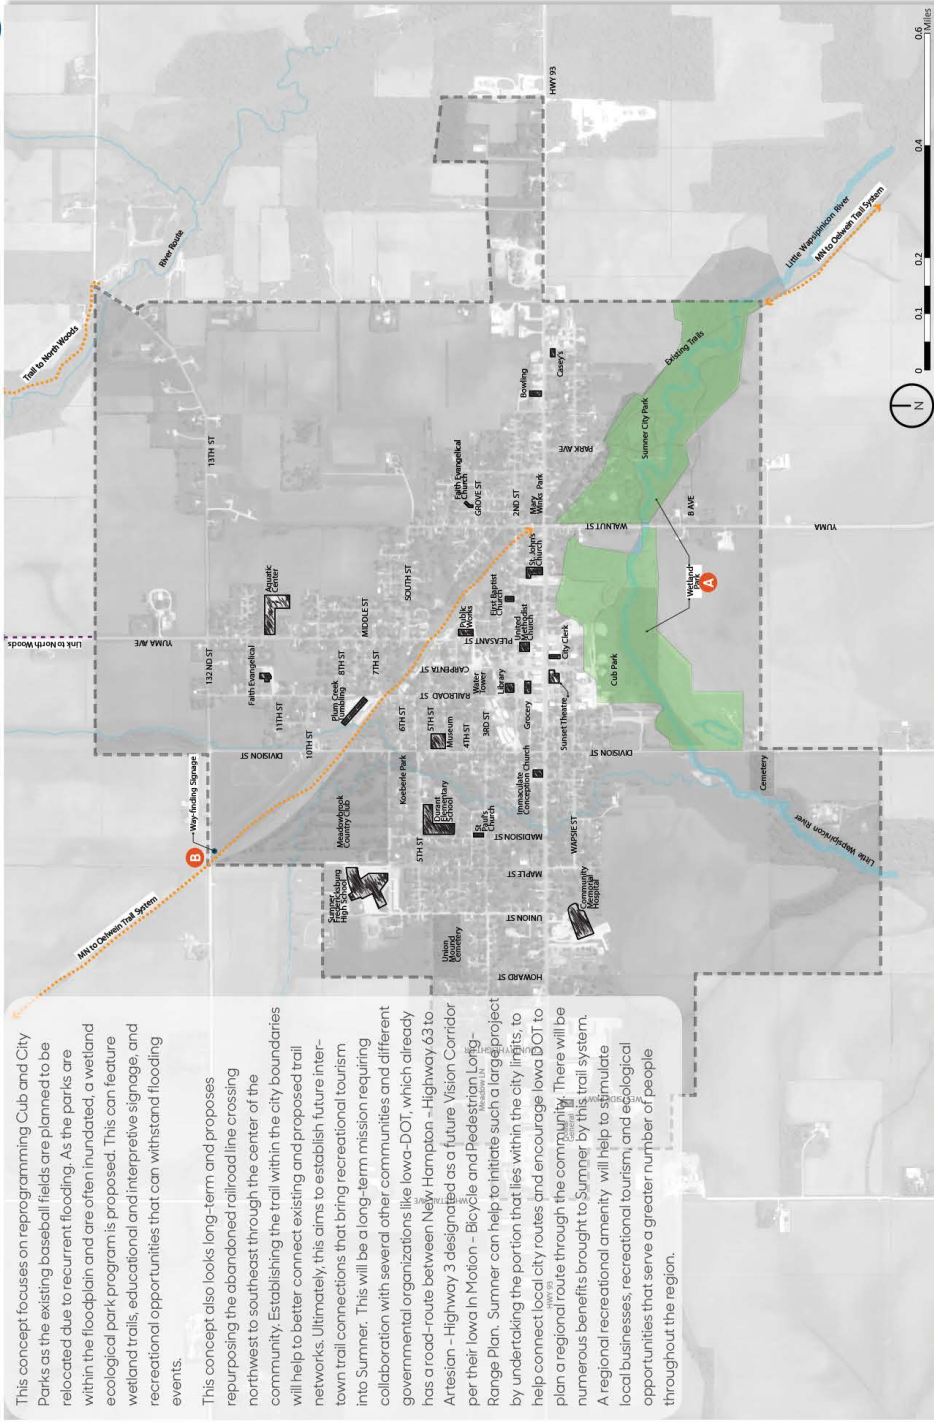 This concept focuses on reprogramming Cub and City
Parks as the existing baseball fields are planned to be
relocated due to recurrent flooding. As the parks are
within the floodplain and are often inundated, a wetland
ecological park program is proposed. This can feature
wetland trails, educational and interpretive signage, and
recreational opportunities that can withstand flooding
events.
This concept also looks long-term and proposes
repurposing the abandoned railroad line crossing
northwest to southeast through the center of the
community. Establishing the trail within the city boundaries
will help to better connect existing and proposed trail
networks. Ultimately, this aims to establish future inter-
town trail connections that bring recreational tourism
into Sumner. This will be a long-term mission requiring
collaboration with several other communities and different
governmental organizations like Iowa-DOT, which already
has a road-route between New Hampton - Highway 63 to
Artesian - Highway 3 designated as a future Vision Corridor
per their Iowa In Motion - Bicycle and Pedestrian Long-
Range Plan. Sumner can help to initiate such a large project
by undertaking the portion that lies within the city limits, to
help connect local city routes and encourage Iowa DOT to
plan a regional route through the community. There will be
numerous benefits brought to Sumner by this trail system.
A regional recreational amenity will help to stimulate
local businesses, recreational tourism, and ecological
opportunities that serve a greater number of people
throughout the region.
MN to Oelwein Trail System
B
Way-finding Signage
Link to North Woods
Trail to North Woods
River Route
YUMA AVE
132 ND ST
13TH ST
DIVISION ST
11TH ST
10TH ST
Faith Evangelical
Aquatic
Center
Plum Creek
Tumbling
8TH ST
MIDDLE ST
7TH ST
Meadowbrook
Country Club
Sumner
Fredericksburg
High School
Koeberle Park
6TH ST
SOUTH ST
CARPENTA ST
RAILROAD ST
5TH ST
Museum
4TH ST
3RD ST
Durant
Elementary
School
5TH ST
Union
Mound
Cemetery
St
Paul's
Church
Public
Works
PLEASANT ST
Water
Tower
Library
Grocery
First Baptist
Church
United
Methodist
Church
Faith Evangelical
Church
GROVE ST
2ND ST
Mary
Winks Park
St. John's
Church
City Clerk
Sunset Theatre
Immaculate
Conception Church
MADISION ST
MAPLE ST
UNION ST
HOWARD ST
WAPSIE ST
Community
Memorial
Hospital
DIVISION ST
Bowling
Casey's
HWY 93
PARK AVE
WALNUT ST
Cub Park
Sumner City Park
Existing Trails
Wetland
Park
A
B AVE
YUMA
Cemetery
Little Wapsipinicon River
Little Wapsipinicon River
MN to Oelwein Trail System
Meadow LN
General
HWY 93
N
0
0.1
0.2
0.4
0.6
Miles